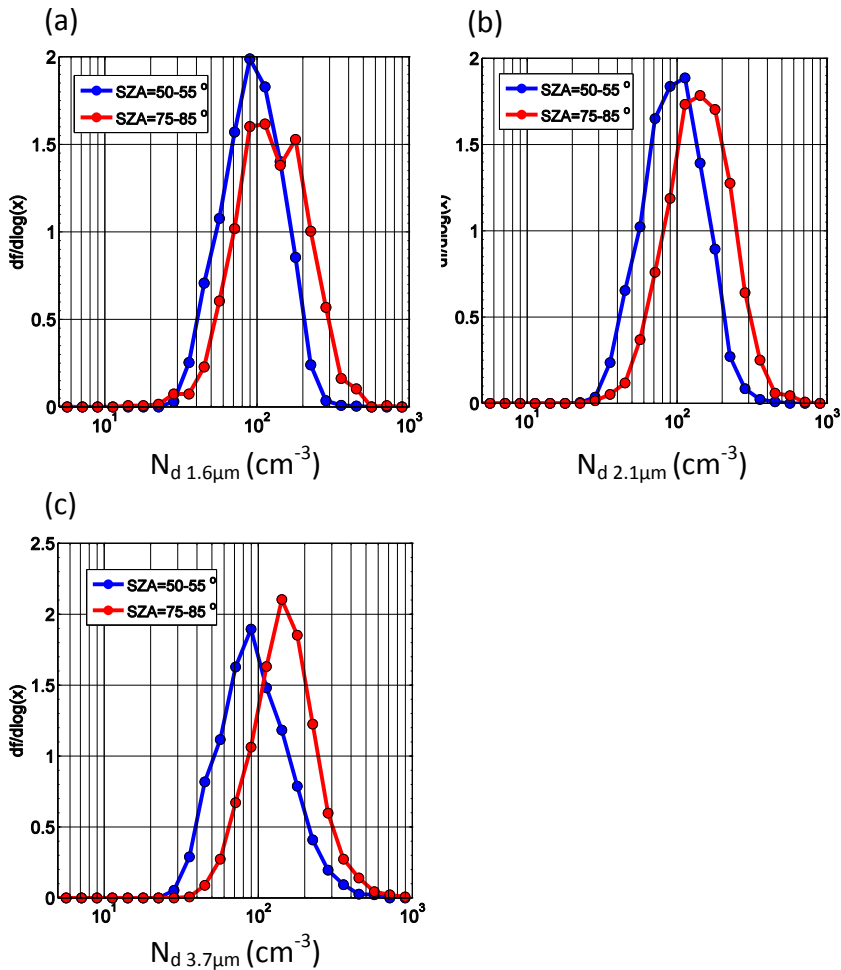 (a)
2
1.5
1
0.5
0
df/dlog(x)
SZA=50-55 °
SZA=75-85 °
10^1
10^2
10^3
N_d 1.6µm (cm^-3)
(b)
2
1.5
1
0.5
0
df/dlog(x)
SZA=50-55 °
SZA=75-85 °
10^1
10^2
10^3
N_d 2.1µm (cm^-3)
(c)
2.5
2
1.5
1
0.5
0
df/dlog(x)
SZA=50-55 °
SZA=75-85 °
10^1
10^2
10^3
N_d 3.7µm (cm^-3)